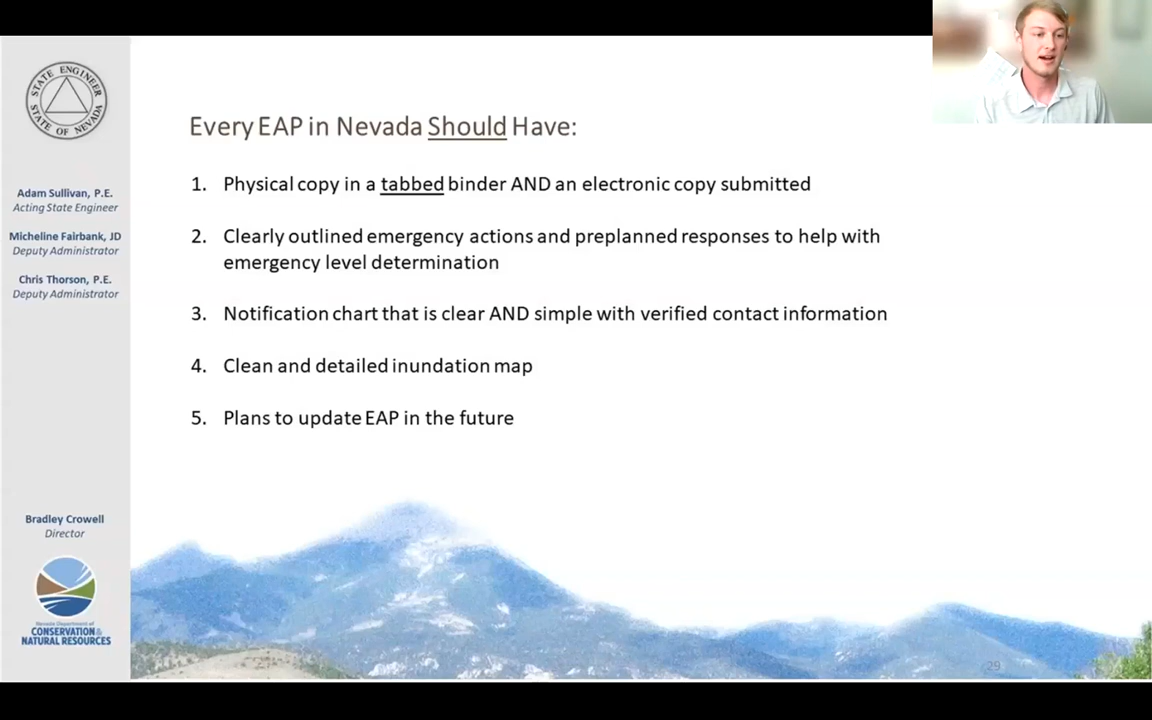 STATE ENGINEER
STATE OF NEVADA
Adam Sullivan, P.E.
Acting State Engineer
Micheline Fairbank, JD
Deputy Administrator
Chris Thorson, P.E.
Deputy Administrator
Bradley Crowell
Director
Nevada Department of
CONSERVATION &
NATURAL RESOURCES
Every EAP in Nevada Should Have:
1. Physical copy in a tabbed binder AND an electronic copy submitted
2. Clearly outlined emergency actions and preplanned responses to help with
emergency level determination
3. Notification chart that is clear AND simple with verified contact information
4. Clean and detailed inundation map
5. Plans to update EAP in the future
29